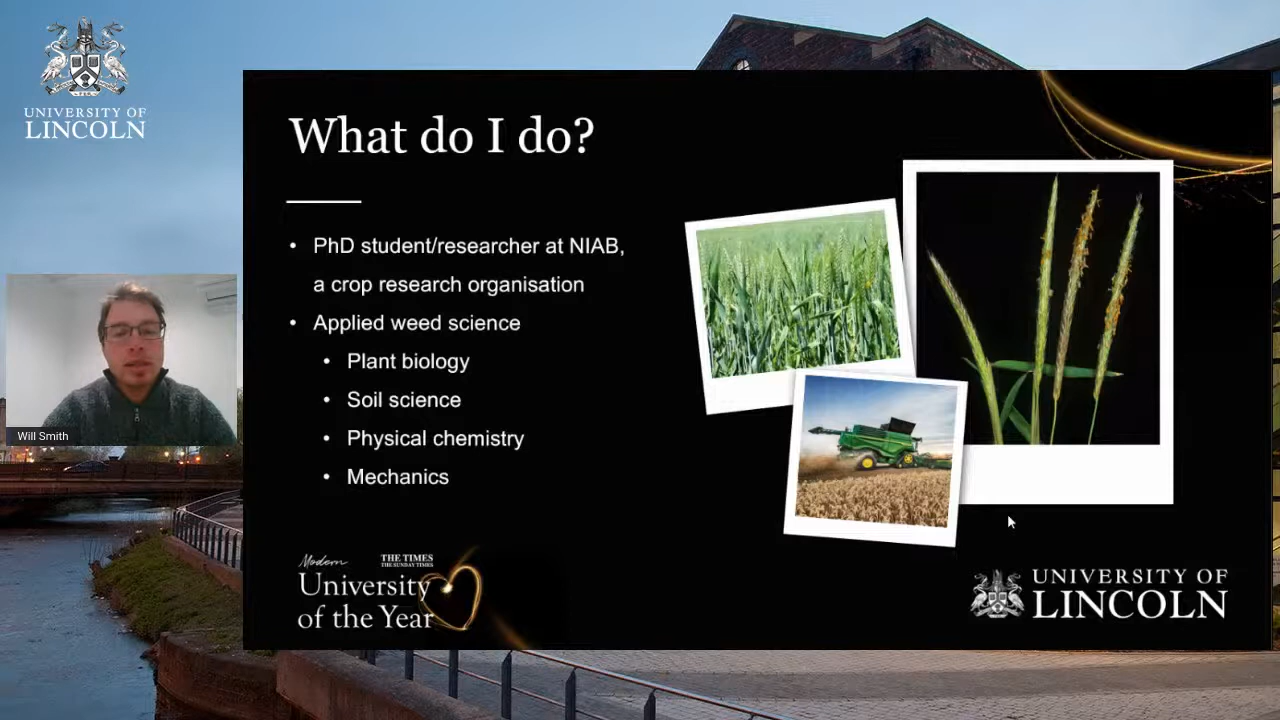 UNIVERSITY OF
LINCOLN
What do I do?
• PhD student/researcher at NIAB,
a crop research organisation
• Applied weed science
• Plant biology
• Soil science
• Physical chemistry
• Mechanics
Will Smith
Modern
THE TIMES
THE SUNDAY TIMES
University
of the Year
UNIVERSITY OF
LINCOLN